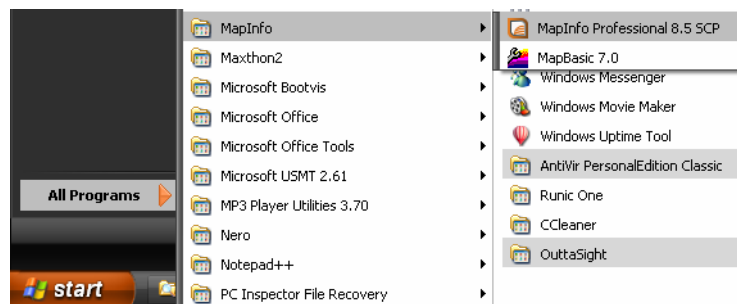 MapInfo
Maxthon2
Microsoft Bootvis
Microsoft Office
Microsoft Office Tools
Microsoft USMT 2.61
MP3 Player Utilities 3.70
Nero
Notepad++
PC Inspector File Recovery
MapInfo Professional 8.5 SCP
MapBasic 7.0
Windows Messenger
Windows Movie Maker
Windows Uptime Tool
AntiVir PersonalEdition Classic
Runic One
CCleaner
OuttaSight
All Programs
start